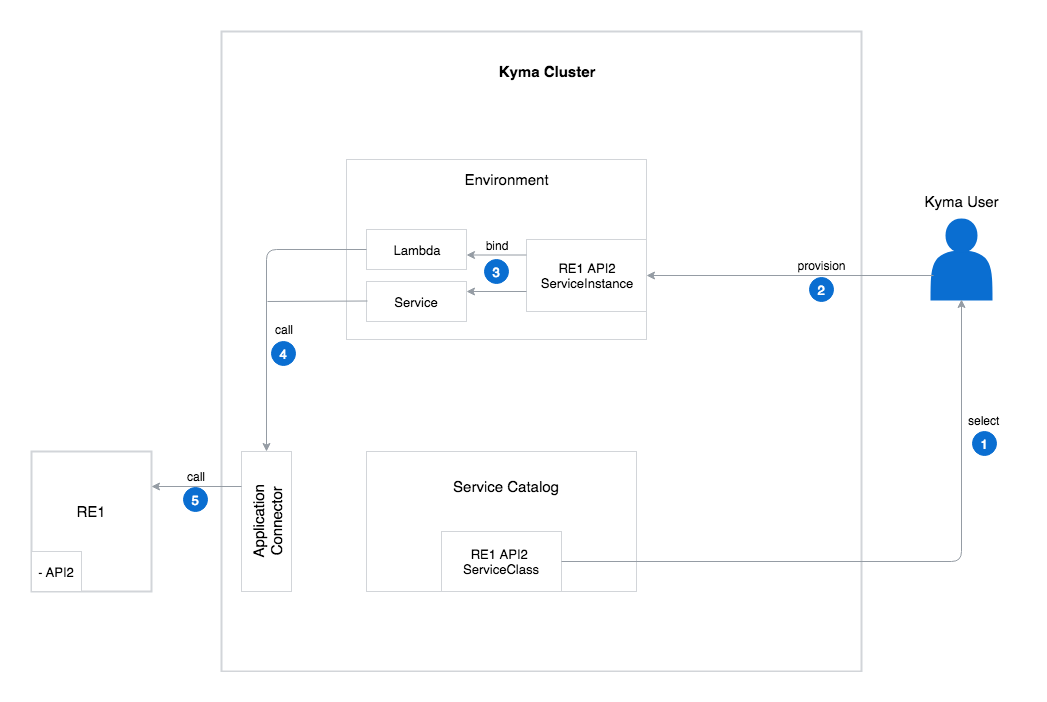 Kyma Cluster
Environment
Kyma User
Lambda
bind
3
RE1 API2
ServiceInstance
provision
2
Service
call
4
select
1
RE1
- API2
call
5
Application
Connector
Service Catalog
RE1 API2
ServiceClass